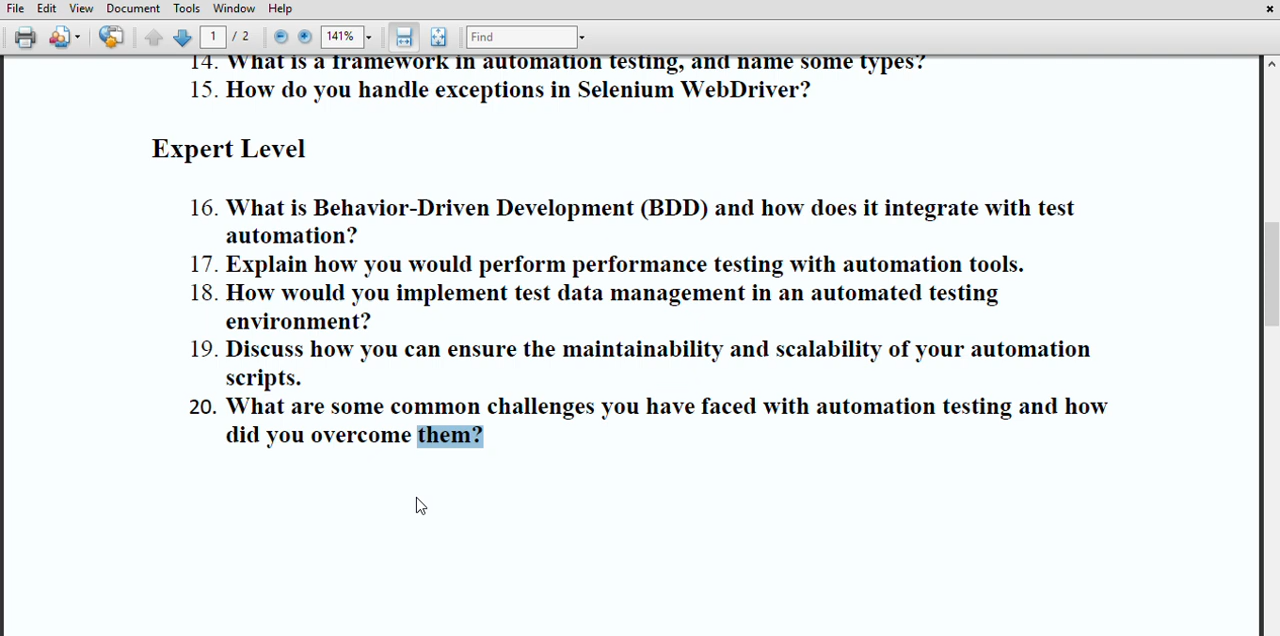 File Edit View Document Tools Window Help
1 / 2 141% Find
14. What is a framework in automation testing, and name some types?
15. How do you handle exceptions in Selenium WebDriver?
Expert Level
16. What is Behavior-Driven Development (BDD) and how does it integrate with test
automation?
17. Explain how you would perform performance testing with automation tools.
18. How would you implement test data management in an automated testing
environment?
19. Discuss how you can ensure the maintainability and scalability of your automation
scripts.
20. What are some common challenges you have faced with automation testing and how
did you overcome them?